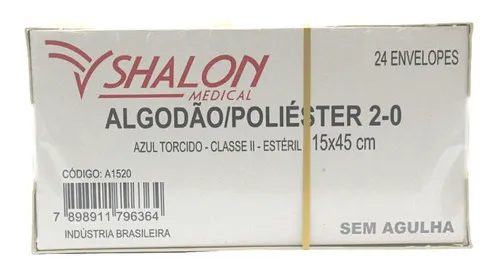 SHALON
MEDICAL
24 ENVELOPES
ALGODÃO/POLIÉSTER 2-0
AZUL TORCIDO - CLASSE II - ESTÉRIL 15x45 cm
CÓDIGO: A1520
7 898911 796364
INDÚSTRIA BRASILEIRA
SEM AGULHA